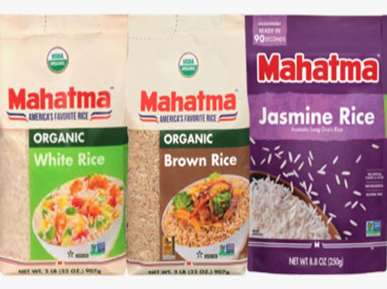 USDA
ORGANIC
Mahatma
AMERICA'S FAVORITE RICE
ORGANIC
White Rice
NET WT. 2 LB (32 OZ.) 907g
USDA
ORGANIC
Mahatma
AMERICA'S FAVORITE RICE
ORGANIC
Brown Rice
NET WT. 2 LB (32 OZ.) 907g
READY IN
90 SECONDS
Mahatma
Jasmine Rice
Aromatic Long Grain Rice
NET WT 8.8 OZ (250g)